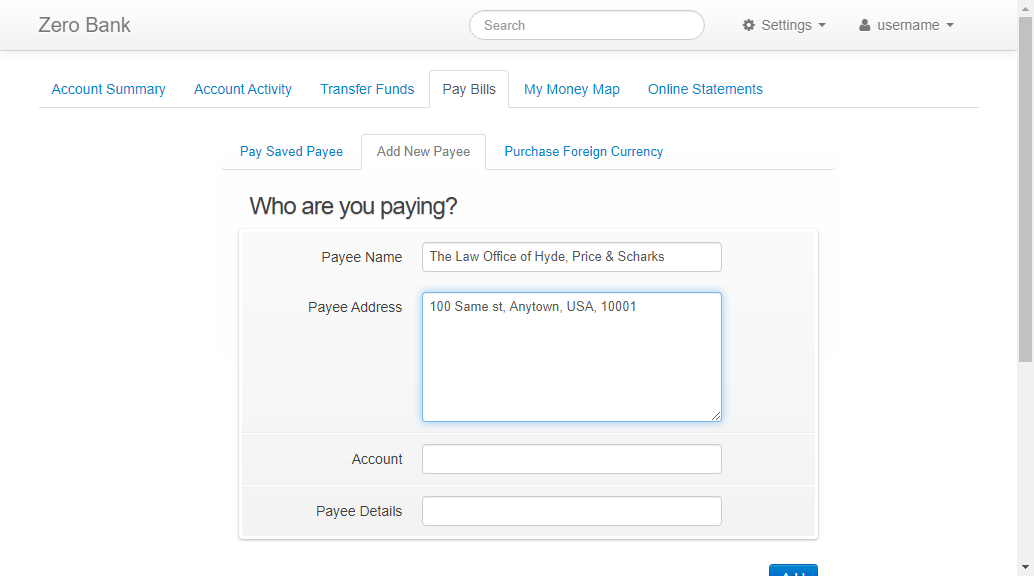 Zero Bank
Search
Settings
username
Account Summary
Account Activity
Transfer Funds
Pay Bills
My Money Map
Online Statements
Pay Saved Payee
Add New Payee
Purchase Foreign Currency
Who are you paying?
Payee Name
The Law Office of Hyde, Price & Scharks
Payee Address
100 Same st, Anytown, USA, 10001
Account
Payee Details
Add